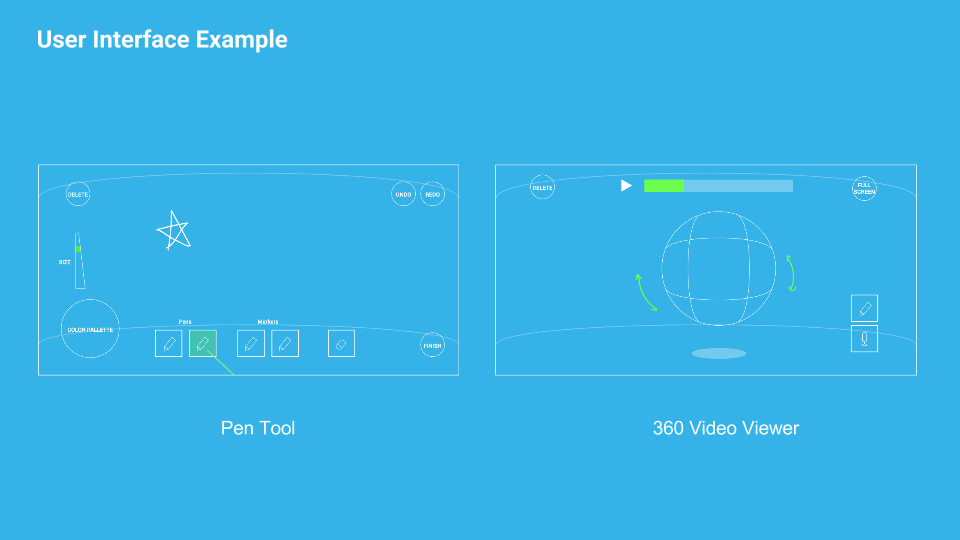 User Interface Example
DELETE
UNDO
REDO
SIZE
COLOR PALLETTE
Pens
Markers
FINISH
DELETE
FULL
SCREEN
Pen Tool
360 Video Viewer